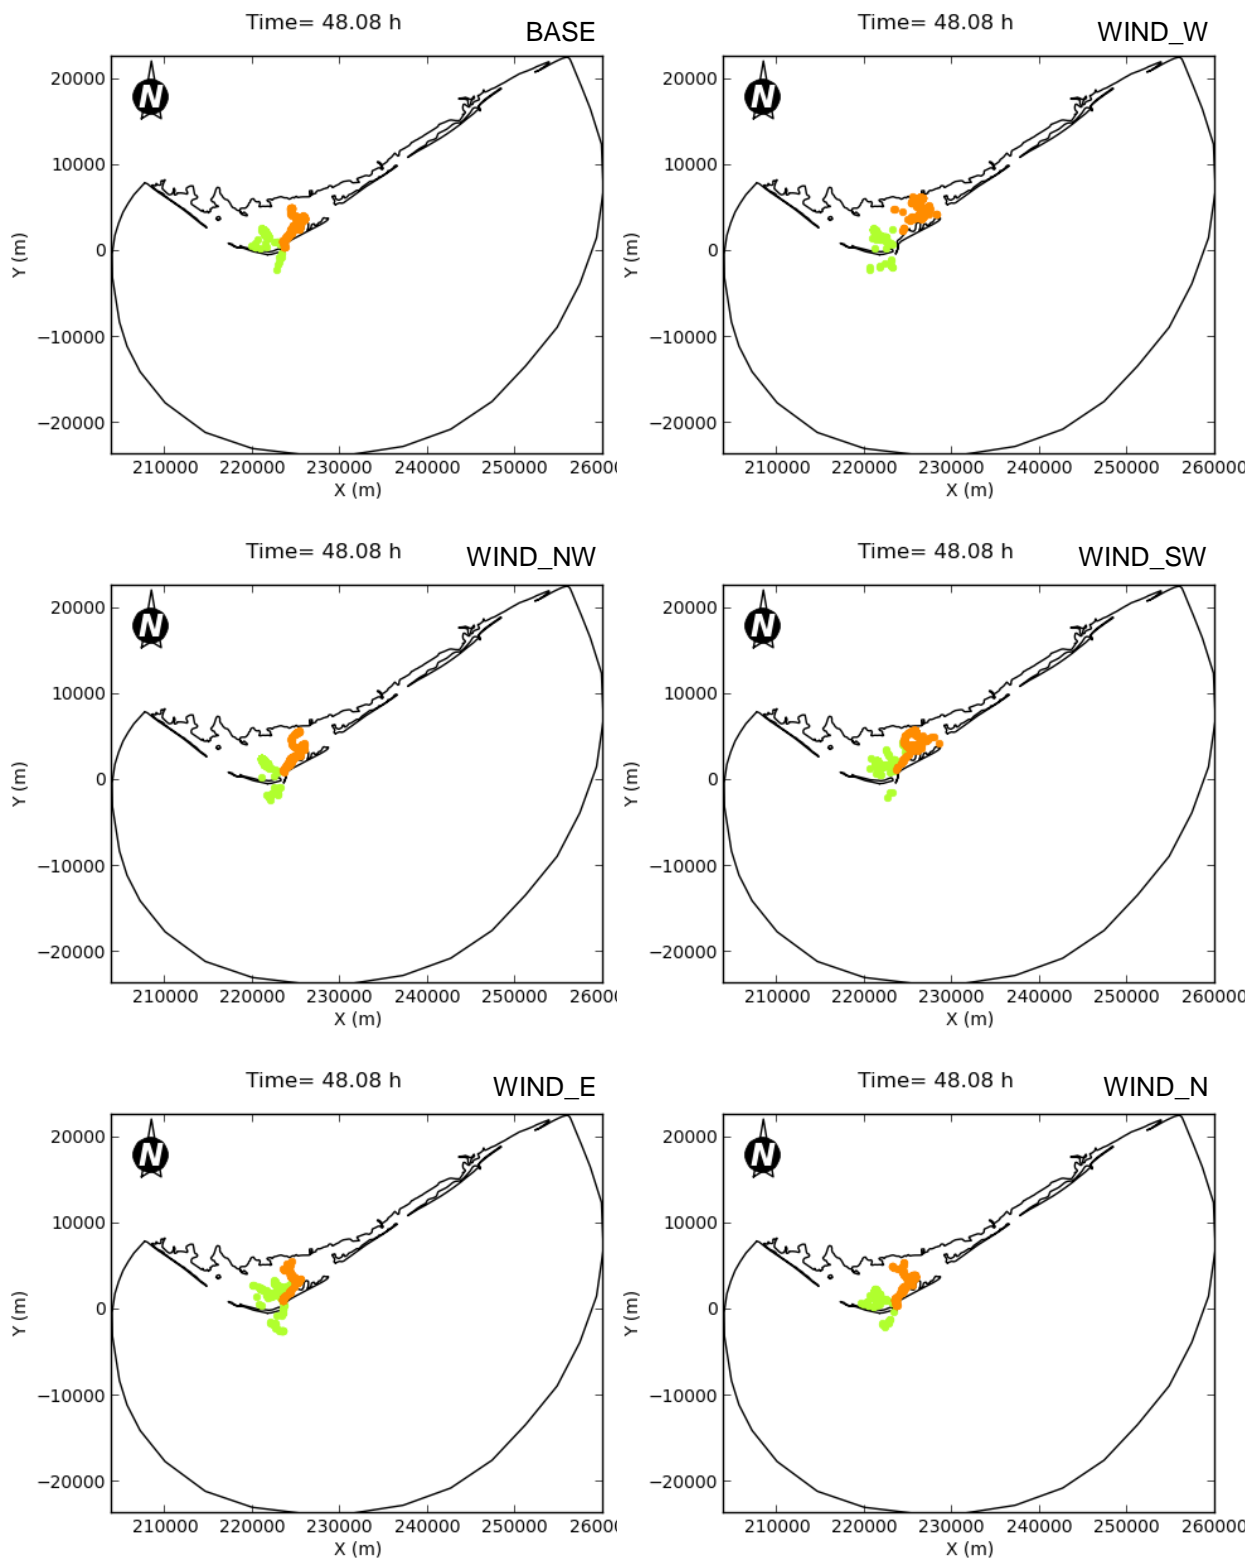 Time= 48.08 h BASE
N
20000
10000
0
−10000
−20000
Y (m)
210000 220000 230000 240000 250000 26000(
X (m)
Time= 48.08 h WIND_W
N
20000
10000
0
−10000
−20000
Y (m)
210000 220000 230000 240000 250000 260000
X (m)
Time= 48.08 h WIND_NW
N
20000
10000
0
−10000
−20000
Y (m)
210000 220000 230000 240000 250000 26000(
X (m)
Time= 48.08 h WIND_SW
N
20000
10000
0
−10000
−20000
Y (m)
210000 220000 230000 240000 250000 260000
X (m)
Time= 48.08 h WIND_E
N
20000
10000
0
−10000
−20000
Y (m)
210000 220000 230000 240000 250000 26000(
X (m)
Time= 48.08 h WIND_N
N
20000
10000
0
−10000
−20000
Y (m)
210000 220000 230000 240000 250000 260000
X (m)